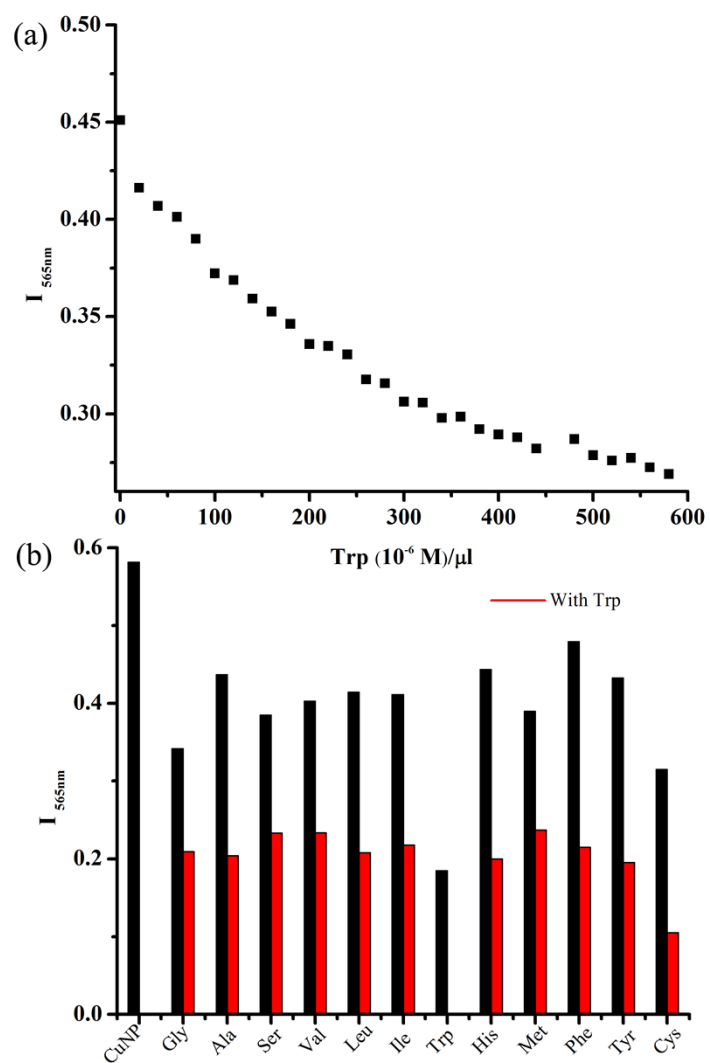 (a)
0.50
0.45
0.40
0.35
0.30
I 565nm
0 100 200 300 400 500 600
Trp (10⁻⁶ M)/μl
(b)
0.6
0.4
0.2
0.0
I 565nm
With Trp
CuNP Gly Ala Ser Val Leu Ile Trp His Met Phe Tyr Cys